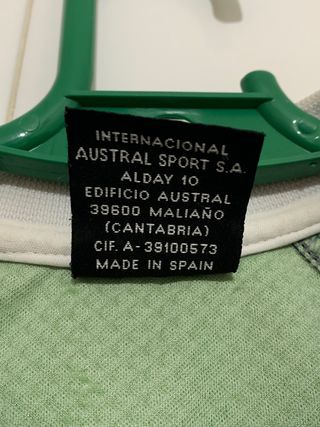 INTERNACIONAL
AUSTRAL SPORT S.A.
ALDAY 10
EDIFICIO AUSTRAL
39600 MALIAÑO
(CANTABRIA)
CIF. A-39100573
MADE IN SPAIN